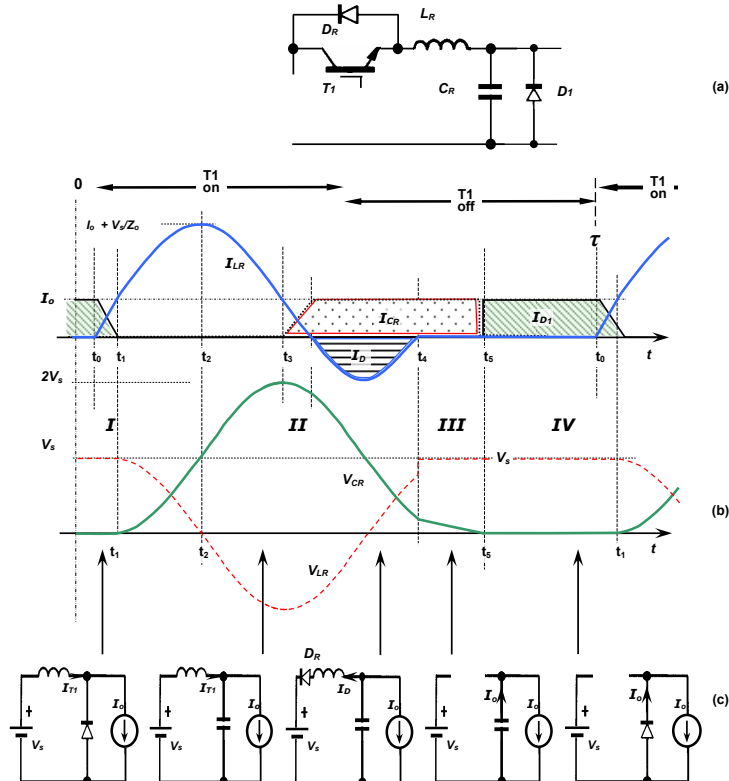 D_R L_R
T1 C_R D1 (a)
0 T1 on T1 off T1 on
I_o + V_s/Z_o τ
I_LR
I_o I_CR I_D1
I_D
t0 t1 t2 t3 t4 t5 t0 t
2V_s
I II III IV
V_s V_s
V_CR
(b)
t1 t2 t5 t1 t
V_LR
D_R
I_T1 I_o I_T1 I_o I_D I_o I_o I_o I_o I_o (c)
+ + + + +
V_s V_s V_s V_s V_s